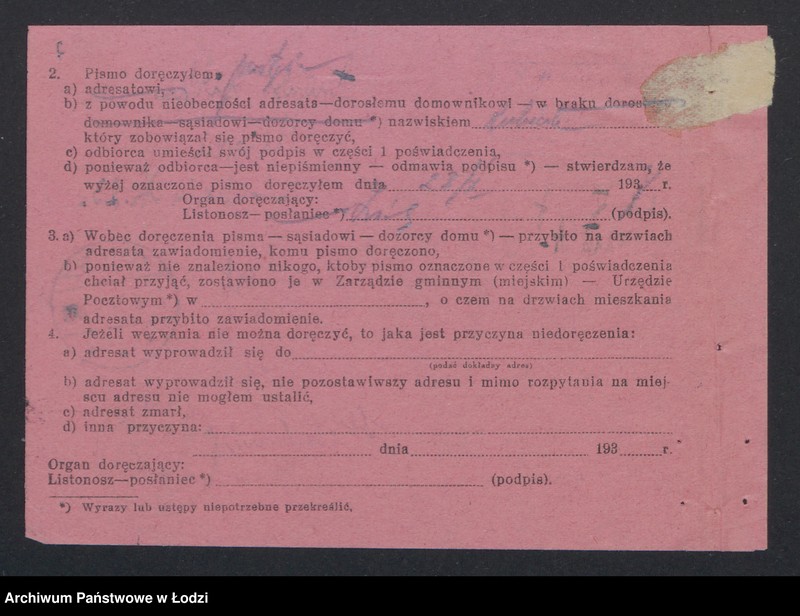 2. Pismo doręczyłem
a) adresatowi,
b) z powodu nieobecności adresata—dorosłemu domownikowi — w braku doros
domownika—sąsiadowi—dozorcy domu *) nazwiskiem
który zobowiązał się pismo doręczyć,
c) odbiorca umieścił swój podpis w części 1 poświadczenia,
d) ponieważ odbiorca—jest niepiśmienny — odmawia podpisu *) — stwierdzam, że
wyżej oznaczone pismo doręczyłem dnia 193 r.
Organ doręczający:
Listonosz—posłaniec *) (podpis).
3. a) Wobec doręczenia pisma — sąsiadowi — dozorcy domu *) — przybito na drzwiach
adresata zawiadomienie, komu pismo doręczono,
b) ponieważ nie znaleziono nikogo, ktoby pismo oznaczone w części 1 poświadczenia
chciał przyjąć, zostawiono je w Zarządzie gminnym (miejskim) — Urzędzie
Pocztowym *) w , o czem na drzwiach mieszkania
adresata przybito zawiadomienie.
4. Jeżeli wezwania nie można doręczyć, to jaka jest przyczyna niedoręczenia:
a) adresat wyprowadził się do
(podać dokładny adres)
b) adresat wyprowadził się, nie pozostawiwszy adresu i mimo rozpytania na miej-
scu adresu nie mogłem ustalić,
c) adresat zmarł,
d) inna przyczyna:
dnia 193 r.
Organ doręczający:
Listonosz—posłaniec *) (podpis).
*) Wyrazy lub ustępy niepotrzebne przekreślić.
Archiwum Państwowe w Łodzi